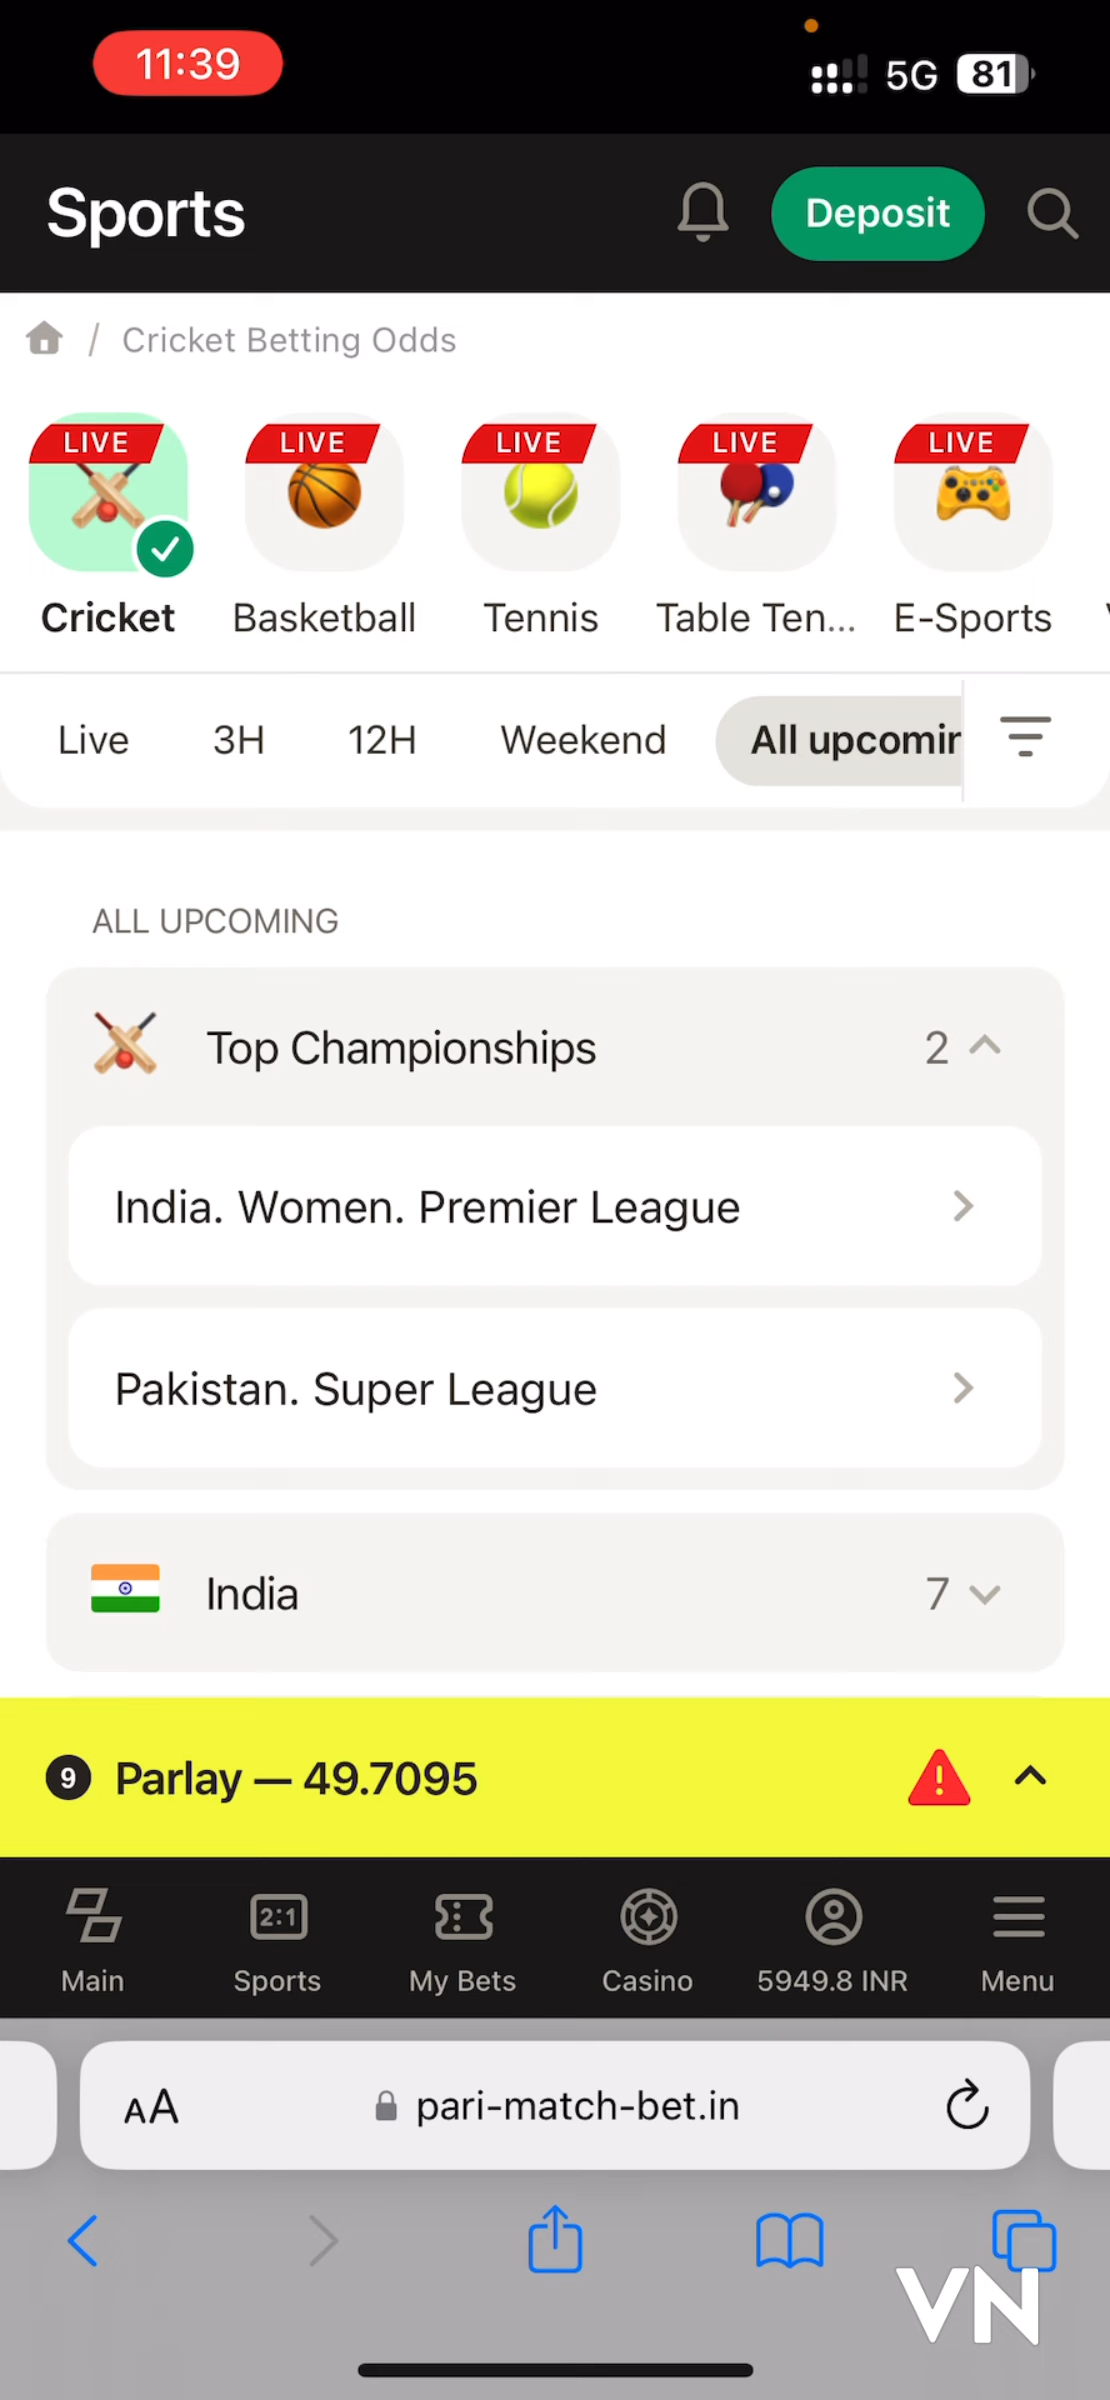 11:39
5G 81
Sports
Deposit
/ Cricket Betting Odds
LIVE LIVE LIVE LIVE LIVE
Cricket Basketball Tennis Table Ten... E-Sports
Live 3H 12H Weekend All upcomin
ALL UPCOMING
Top Championships 2
India. Women. Premier League
Pakistan. Super League
India 7
9 Parlay — 49.7095
2:1
Main Sports My Bets Casino 5949.8 INR Menu
AA pari-match-bet.in
VN